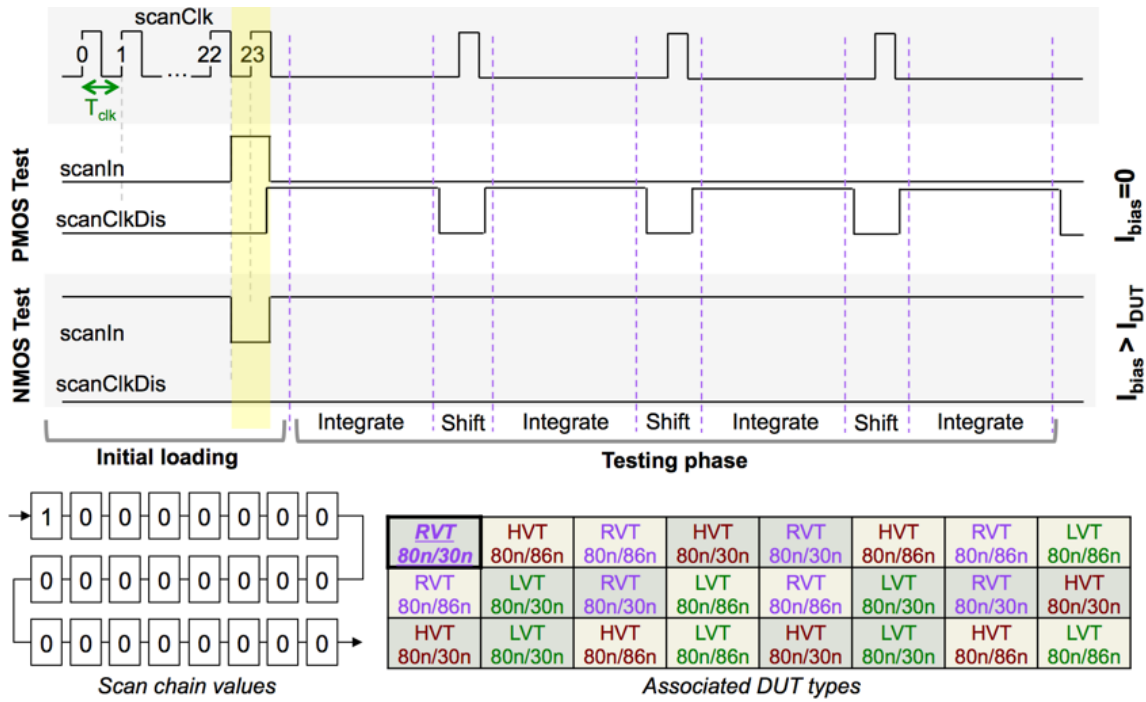 scanClk
0 1 ... 22 23
T_clk
PMOS Test
scanIn
scanClkDis
I_bias=0
NMOS Test
scanIn
scanClkDis
I_bias > I_DUT
Integrate Shift Integrate Shift Integrate Shift Integrate
Initial loading
Testing phase
1 0 0 0 0 0 0 0
0 0 0 0 0 0 0 0
0 0 0 0 0 0 0 0
Scan chain values
RVT HVT RVT HVT RVT HVT RVT LVT
80n/30n 80n/86n 80n/86n 80n/30n 80n/30n 80n/86n 80n/86n 80n/86n
RVT LVT RVT LVT RVT LVT RVT HVT
80n/86n 80n/30n 80n/30n 80n/86n 80n/86n 80n/30n 80n/30n 80n/30n
HVT LVT HVT LVT HVT LVT HVT LVT
80n/30n 80n/30n 80n/86n 80n/86n 80n/30n 80n/30n 80n/86n 80n/86n
Associated DUT types